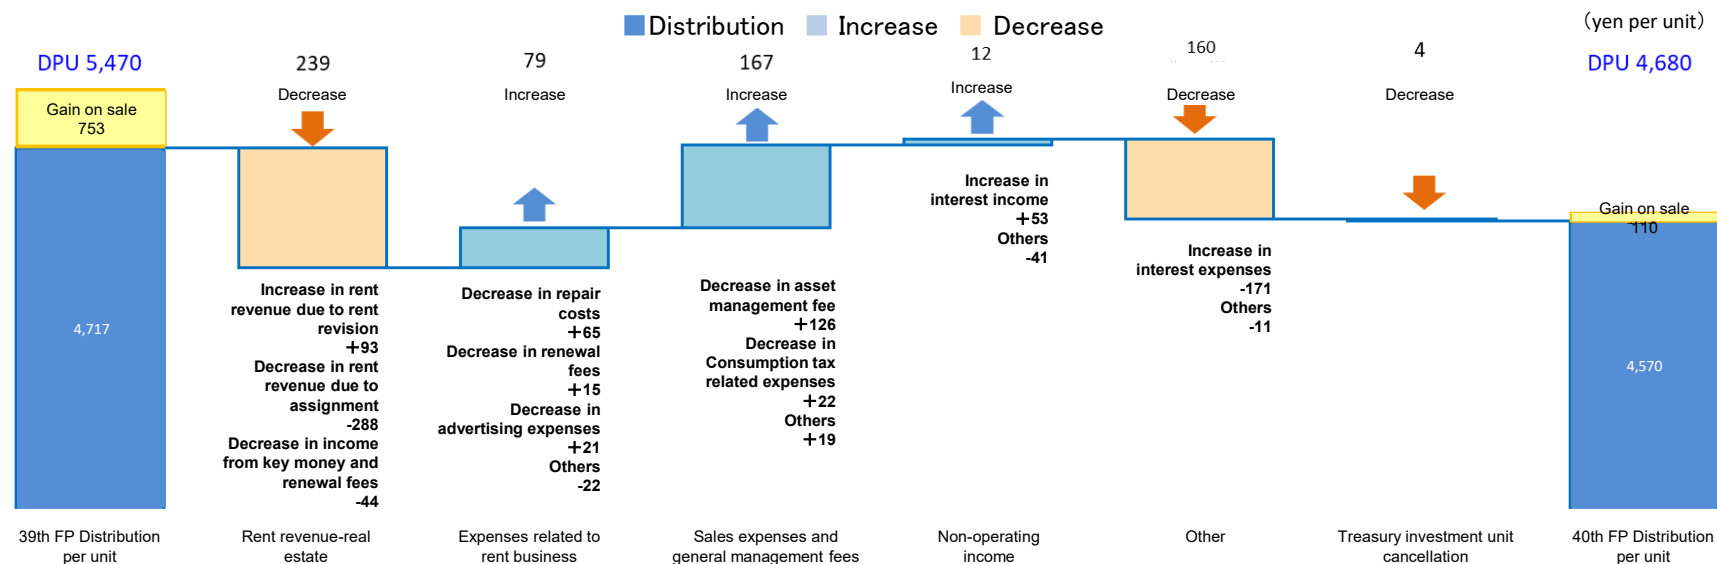 Distribution Increase Decrease
(yen per unit)
DPU 5,470
239
79
167
12
160
4
DPU 4,680
Decrease
Increase
Increase
Increase
Decrease
Decrease
Gain on sale
753
4,717
Increase in rent
revenue due to rent
revision
+93
Decrease in rent
revenue due to
assignment
-288
Decrease in income
from key money and
renewal fees
-44
Decrease in repair
costs
+65
Decrease in renewal
fees
+15
Decrease in
advertising expenses
+21
Others
-22
Decrease in asset
management fee
+126
Decrease in
Consumption tax
related expenses
+22
Others
+19
Increase in
interest income
+53
Others
-41
Increase in
interest expenses
-171
Others
-11
Gain on sale
110
4,570
39th FP Distribution
per unit
Rent revenue-real
estate
Expenses related to
rent business
Sales expenses and
general management fees
Non-operating
income
Other
Treasury investment unit
cancellation
40th FP Distribution
per unit